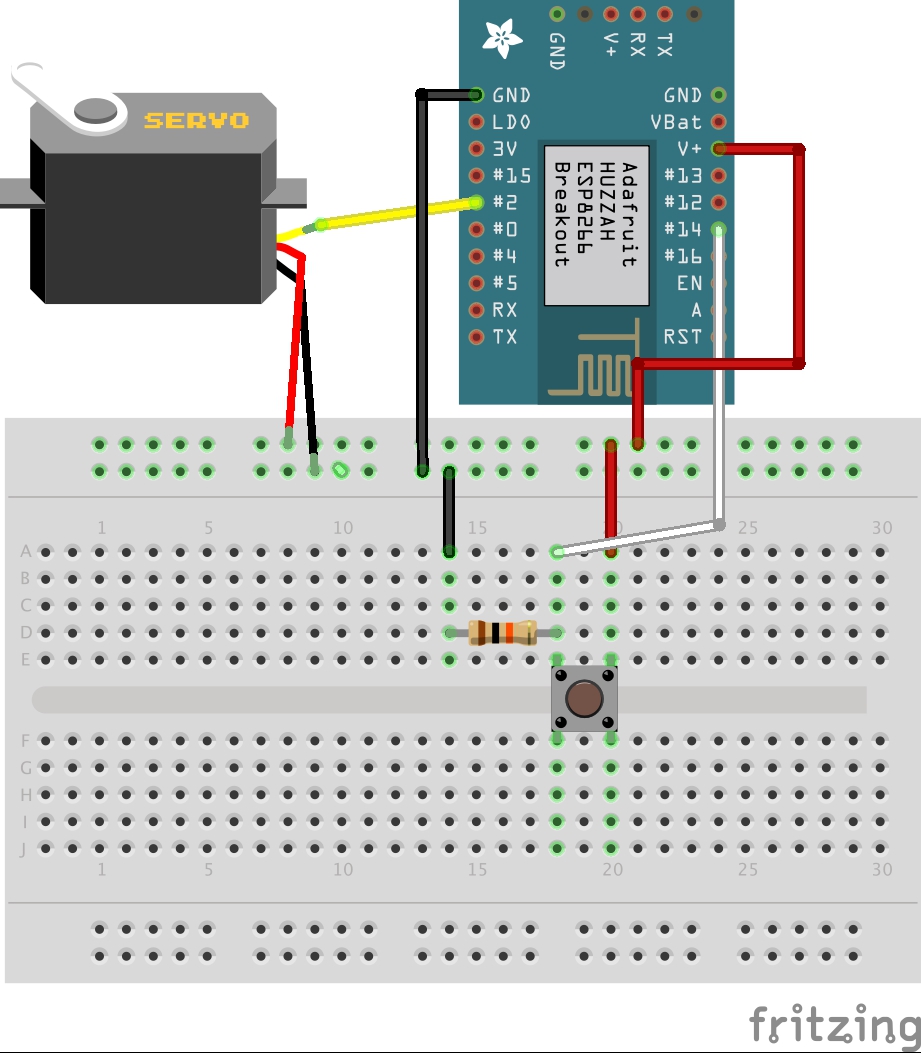 GND V+ RX TX
SERVO
GND GND
LDO VBat
3V V+
#15 #13
#2 #12
#0 #14
#4 #16
#5 EN
RX A
TX RST
Adafruit
HUZZAH
ESP8266
Breakout
1 5 10 15 20 25 30
A
B
C
D
E
F
G
H
I
J
1 5 10 15 20 25 30
fritzing